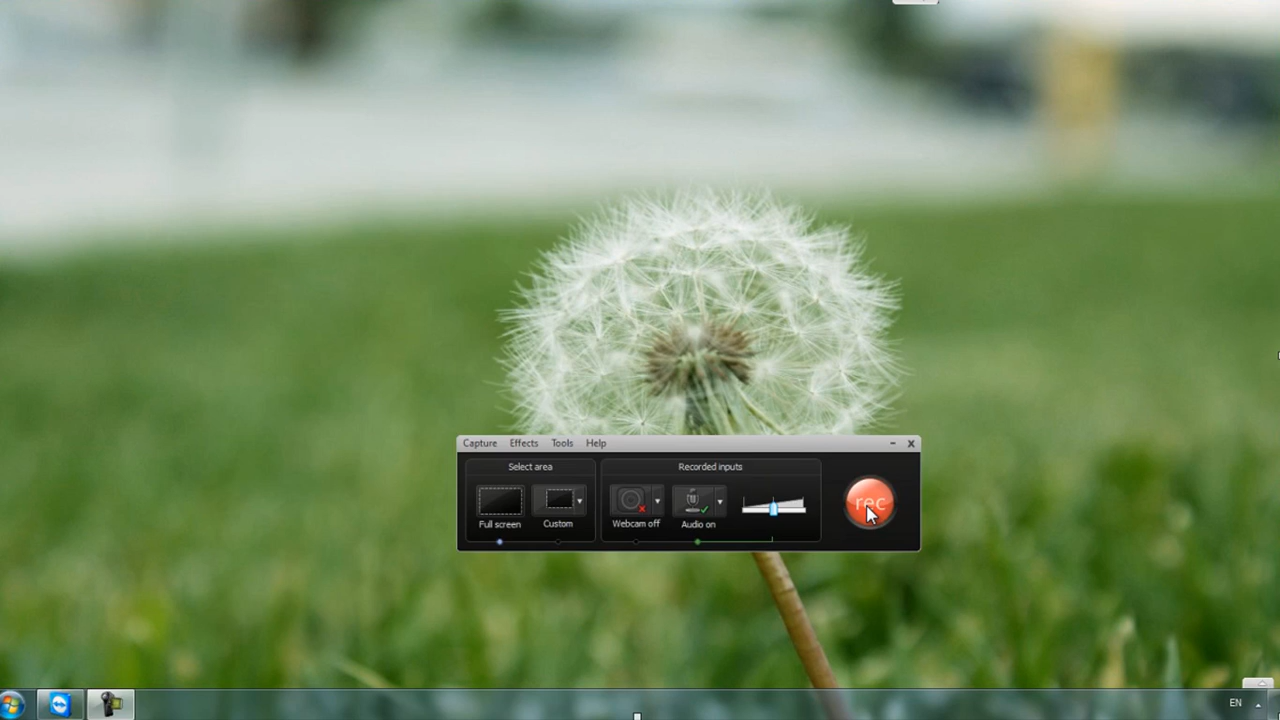 Capture Effects Tools Help
Select area
Recorded inputs
Full screen
Custom
Webcam off
Audio on
rec
EN